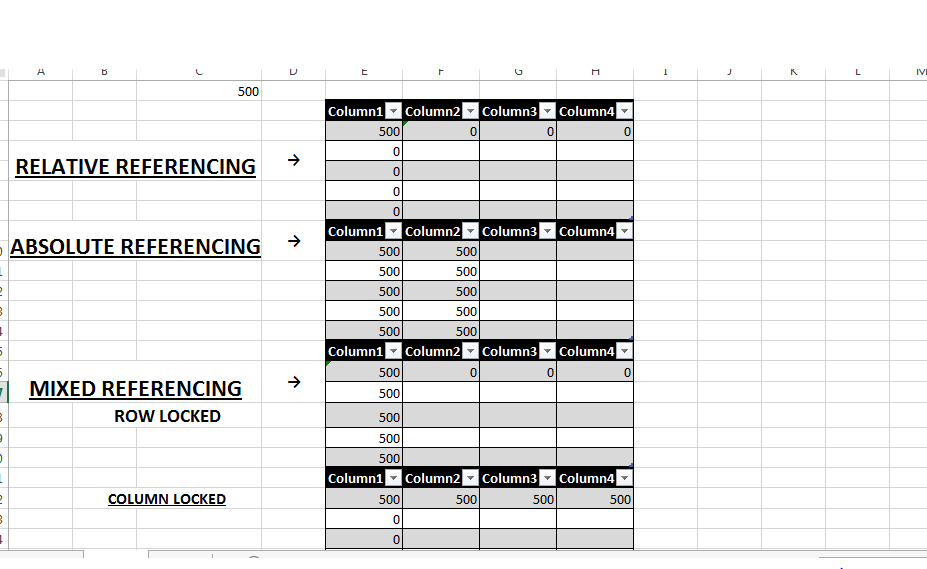 A B C D E F G H I J K L M
500
Column1 Column2 Column3 Column4
500 0 0 0
0
RELATIVE REFERENCING → 0
0
0
Column1 Column2 Column3 Column4
ABSOLUTE REFERENCING → 500 500
500 500
500 500
500 500
500 500
Column1 Column2 Column3 Column4
500 0 0 0
MIXED REFERENCING → 500
ROW LOCKED 500
500
500
Column1 Column2 Column3 Column4
COLUMN LOCKED 500 500 500 500
0
0